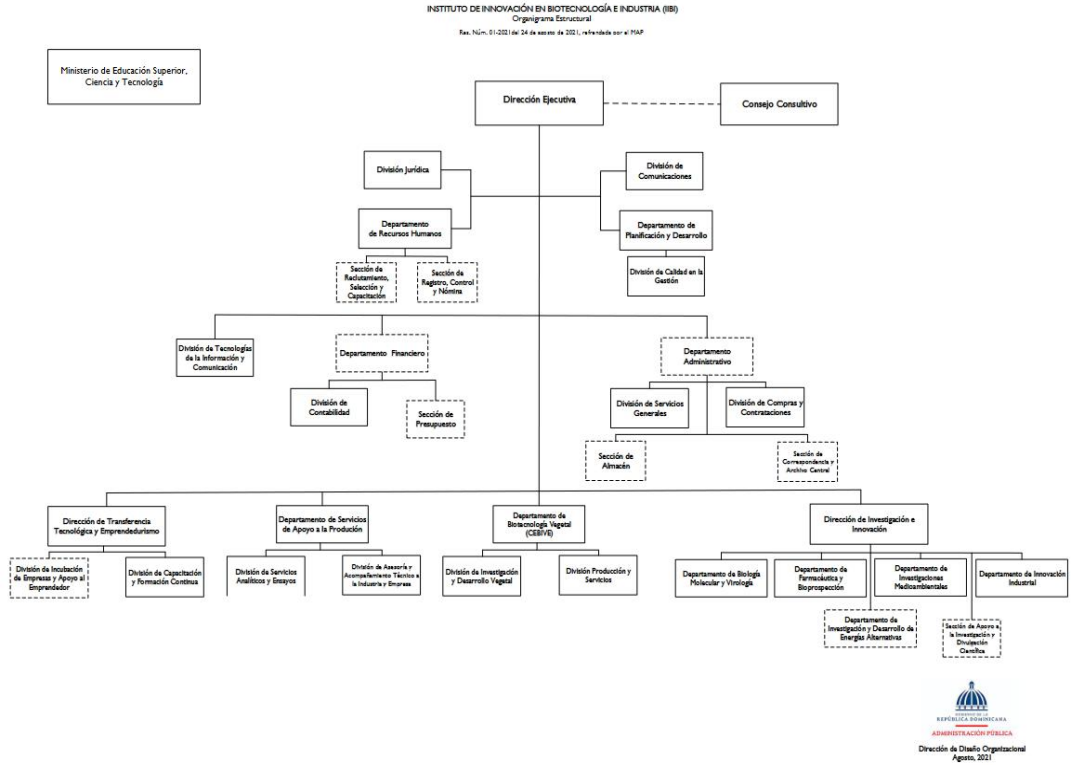 INSTITUTO DE INNOVACIÓN EN BIOTECNOLOGÍA E INDUSTRIA (IIBI)
Organigrama Estructural
Res. Núm. 01-2021del 24 de agosto de 2021, refrendada por el MAP
Ministerio de Educación Superior,
Ciencia y Tecnología
Dirección Ejecutiva
Consejo Consultivo
División Jurídica
División de
Comunicaciones
Departamento
de Recursos Humanos
Departamento de
Planificación y Desarrollo
Sección de
Reclutamiento,
Selección y
Capacitación
Sección de
Registro, Control
y Nómina
División de Calidad en la
Gestión
División de Tecnologías
de la Información y
Comunicación
Departamento Financiero
Departamento
Administrativo
División de
Contabilidad
Sección de
Presupuesto
División de Servicios
Generales
División de Compras y
Contrataciones
Sección de
Almacén
Sección de
Correspondencia y
Archivo Central
Dirección de Transferencia
Tecnológica y Emprendedurismo
Departamento de Servicios
de Apoyo a la Produción
Departamento de
Biotecnología Vegetal
(CEBIVE)
Dirección de Investigación e
Innovación
División de Incubación
de Empresas y Apoyo al
Emprendedor
División de Capacitación
y Formación Continua
División de Servicios
Analíticos y Ensayos
División de Asesoría y
Acompañamiento Técnico a
la Industria y Empresa
División de Investigación
y Desarrollo Vegetal
División Producción y
Servicios
Departamento de Biología
Molecular y Virología
Departamento de
Farmacéutica y
Bioprospección
Departamento de
Investigaciones
Medioambientales
Departamento de Innovación
Industrial
Departamento de
Investigación y Desarrollo de
Energías Alternativas
Sección de Apoyo a
la Investigación y
Divulgación
Científica
GOBIERNO DE LA
REPÚBLICA DOMINICANA
ADMINISTRACIÓN PÚBLICA
Dirección de Diseño Organizacional
Agosto, 2021